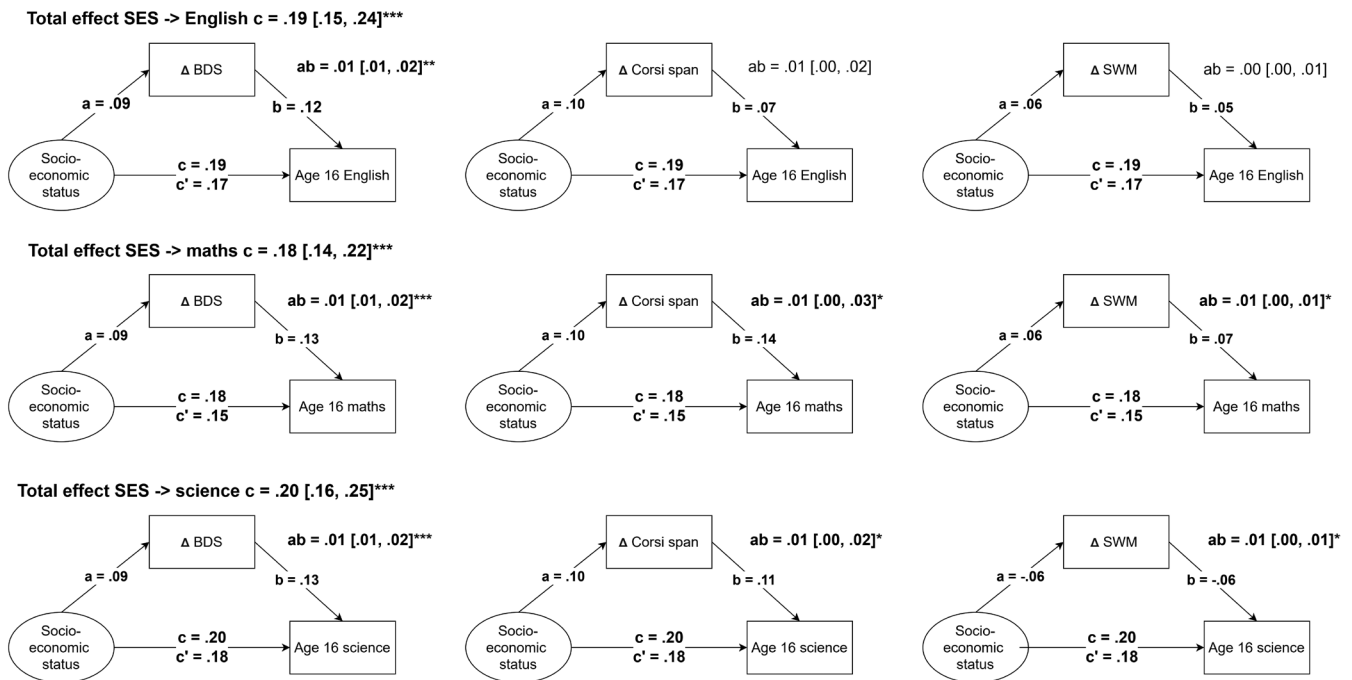 Total effect SES -> English c = .19 [.15, .24]***
Δ BDS
ab = .01 [.01, .02]**
a = .09
b = .12
Socio-
economic
status
c = .19
c' = .17
Age 16 English
Δ Corsi span
ab = .01 [.00, .02]
a = .10
b = .07
Socio-
economic
status
c = .19
c' = .17
Age 16 English
Δ SWM
ab = .00 [.00, .01]
a = .06
b = .05
Socio-
economic
status
c = .19
c' = .17
Age 16 English
Total effect SES -> maths c = .18 [.14, .22]***
Δ BDS
ab = .01 [.01, .02]***
a = .09
b = .13
Socio-
economic
status
c = .18
c' = .15
Age 16 maths
Δ Corsi span
ab = .01 [.00, .03]*
a = .10
b = .14
Socio-
economic
status
c = .18
c' = .15
Age 16 maths
Δ SWM
ab = .01 [.00, .01]*
a = .06
b = .07
Socio-
economic
status
c = .18
c' = .15
Age 16 maths
Total effect SES -> science c = .20 [.16, .25]***
Δ BDS
ab = .01 [.01, .02]***
a = .09
b = .13
Socio-
economic
status
c = .20
c' = .18
Age 16 science
Δ Corsi span
ab = .01 [.00, .02]*
a = .10
b = .11
Socio-
economic
status
c = .20
c' = .18
Age 16 science
Δ SWM
ab = .01 [.00, .01]*
a = -.06
b = -.06
Socio-
economic
status
c = .20
c' = .18
Age 16 science